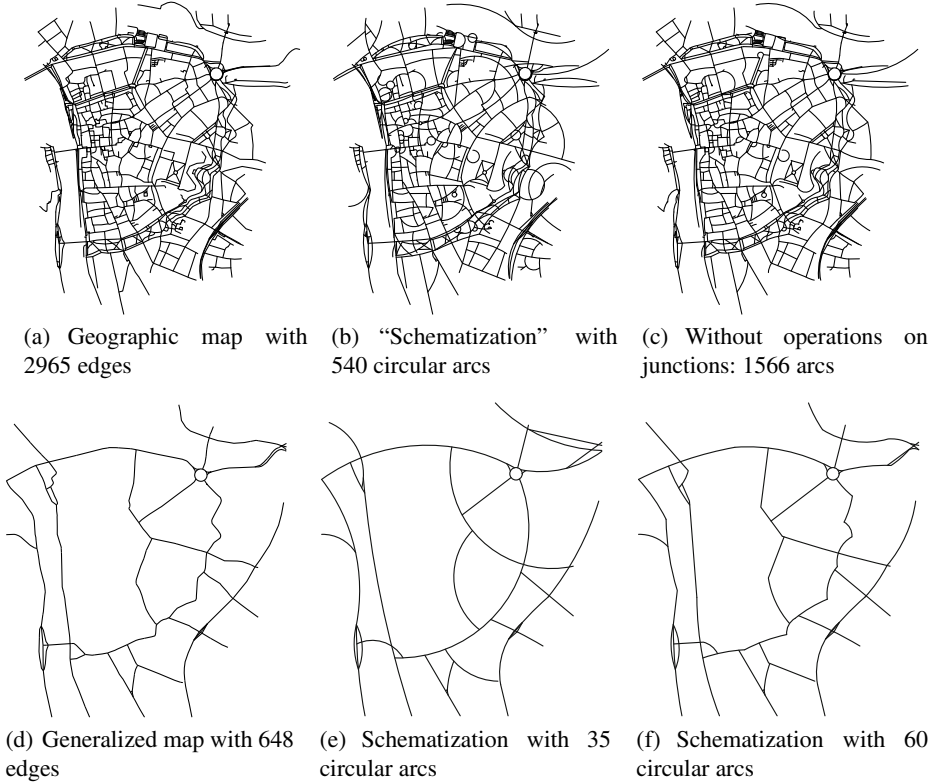 (a) Geographic map with
2965 edges
(b) “Schematization” with
540 circular arcs
(c) Without operations on
junctions: 1566 arcs
(d) Generalized map with 648
edges
(e) Schematization with 35
circular arcs
(f) Schematization with 60
circular arcs